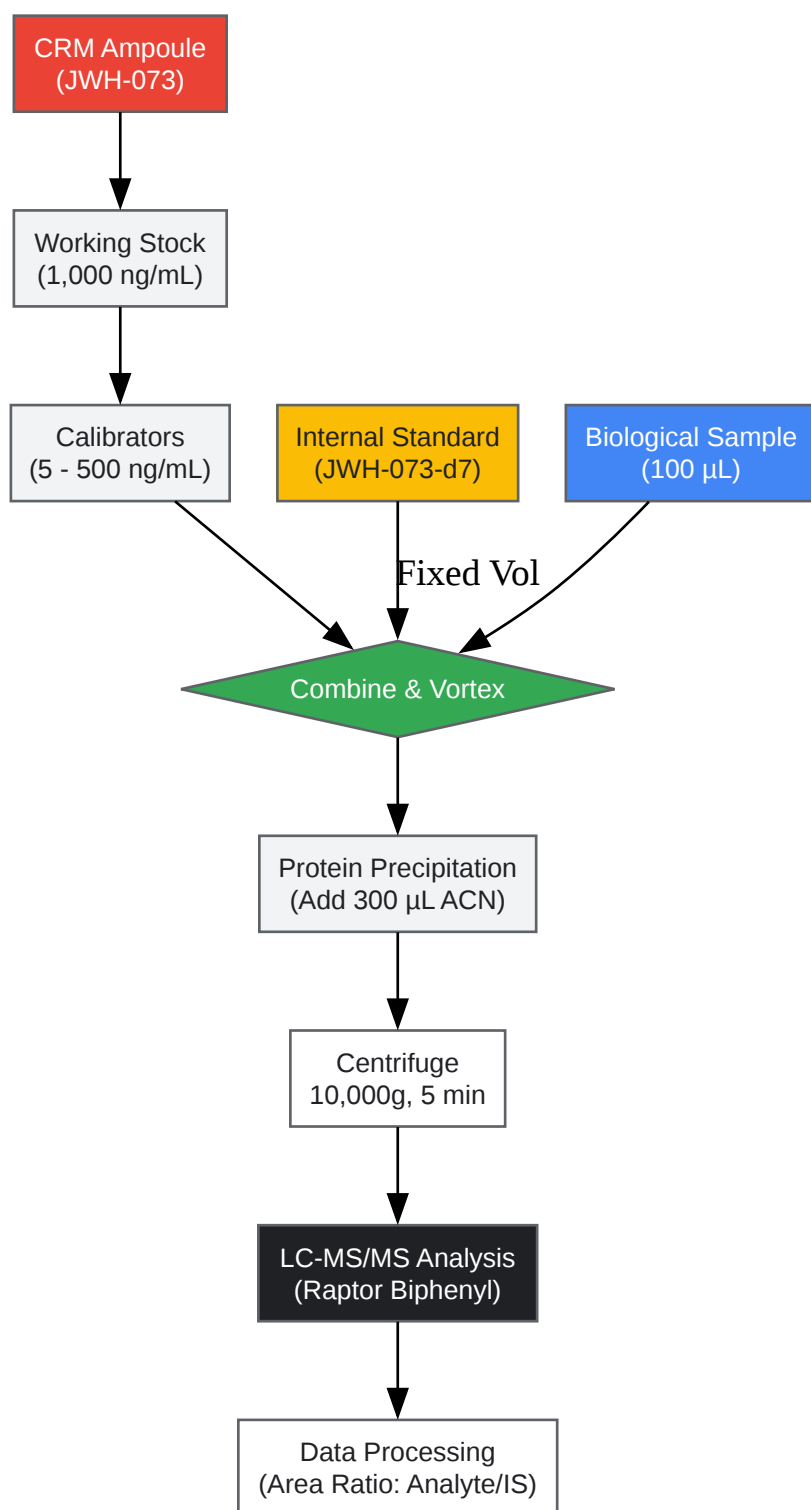 CRM Ampoule
(JWH-073)
Working Stock
(1,000 ng/mL)
Calibrators
(5 - 500 ng/mL)
Internal Standard
(JWH-073-d7)
Biological Sample
(100 µL)
Fixed Vol
Combine & Vortex
Protein Precipitation
(Add 300 µL ACN)
Centrifuge
10,000g, 5 min
LC-MS/MS Analysis
(Raptor Biphenyl)
Data Processing
(Area Ratio: Analyte/IS)